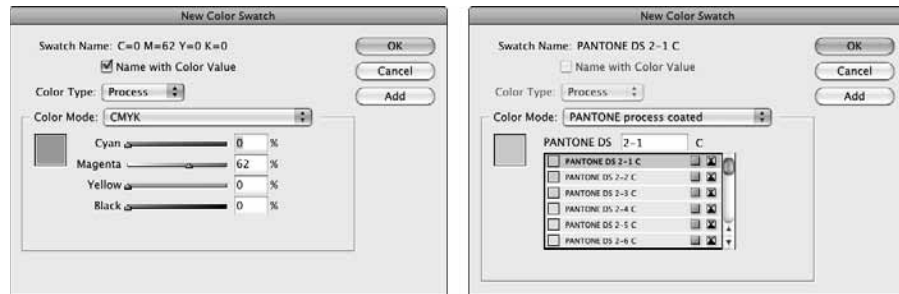 New Color Swatch
Swatch Name: C=0 M=62 Y=0 K=0
Name with Color Value
Color Type: Process
Color Mode: CMYK
Cyan 0 %
Magenta 62 %
Yellow 0 %
Black 0 %
OK
Cancel
Add
New Color Swatch
Swatch Name: PANTONE DS 2-1 C
Name with Color Value
Color Type: Process
Color Mode: PANTONE process coated
PANTONE DS 2-1 C
PANTONE DS 2-1 C
PANTONE DS 2-2 C
PANTONE DS 2-3 C
PANTONE DS 2-4 C
PANTONE DS 2-5 C
PANTONE DS 2-6 C
OK
Cancel
Add